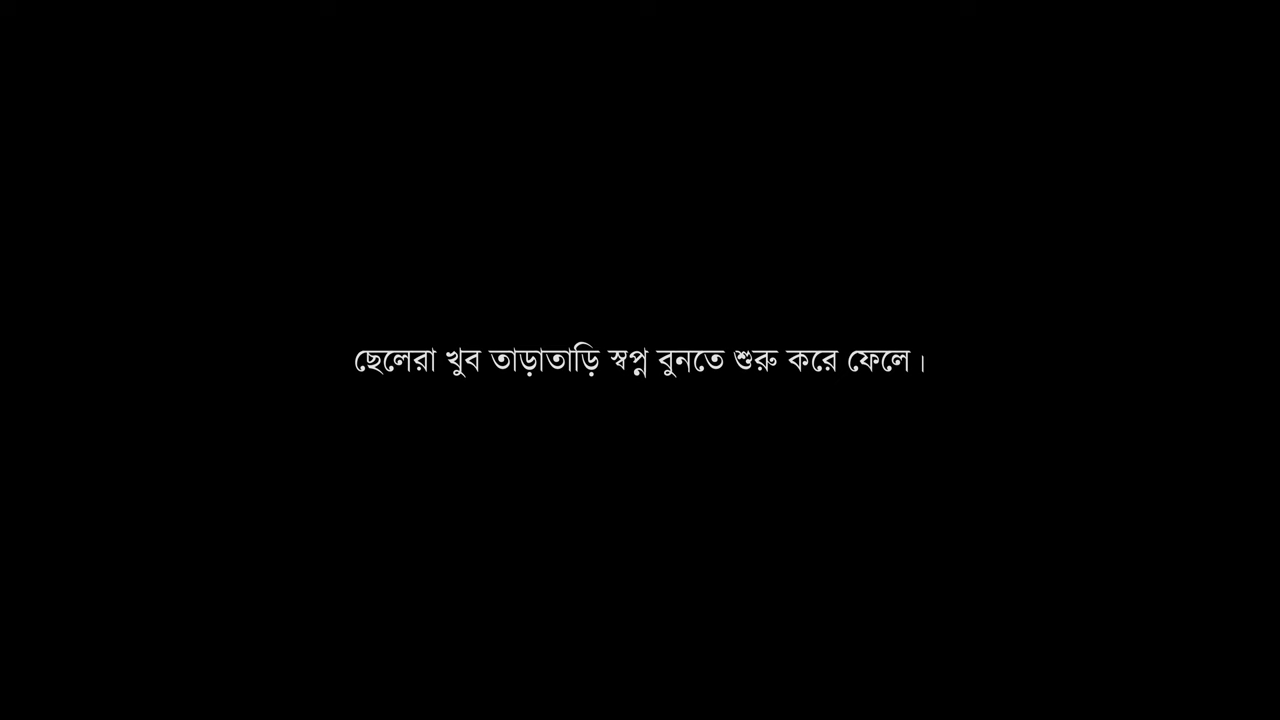 ছেলেরা খুব তাড়াতাড়ি স্বপ্ন বুনতে শুরু করে ফেলে।